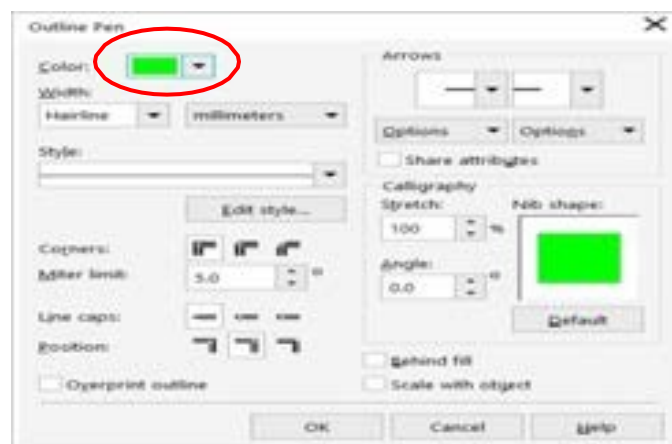 Outline Pen
Color:
Width:
Hairline
millimeters
Style:
Edit style...
Corners:
Miter limit:
5.0
°
Line caps:
Position:
Overprint outline
Arrows
Options
Options
Share attributes
Calligraphy
Stretch:
Nib shape:
100
%
Angle:
0.0
°
Default
Behind fill
Scale with object
OK
Cancel
Help